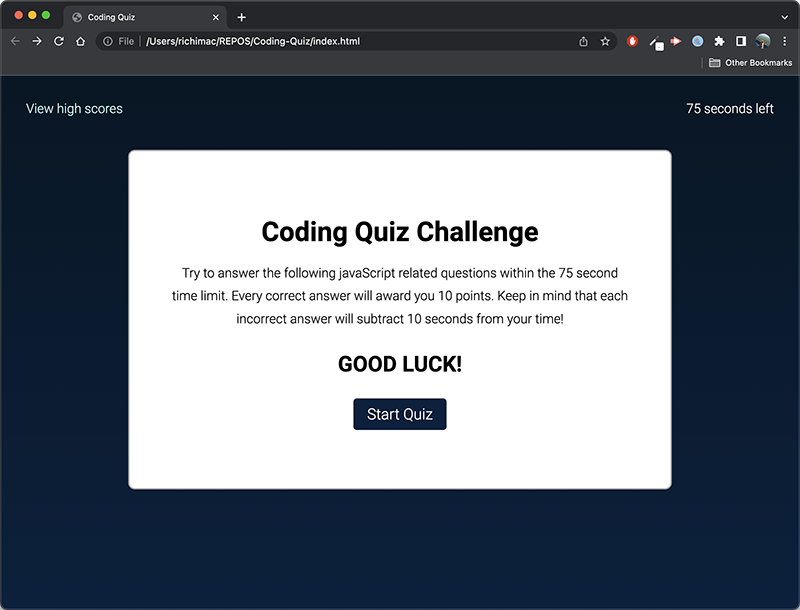 Coding Quiz
File /Users/richimac/REPOS/Coding-Quiz/index.html
Other Bookmarks
View high scores
75 seconds left
Coding Quiz Challenge
Try to answer the following javaScript related questions within the 75 second
time limit. Every correct answer will award you 10 points. Keep in mind that each
incorrect answer will subtract 10 seconds from your time!
GOOD LUCK!
Start Quiz